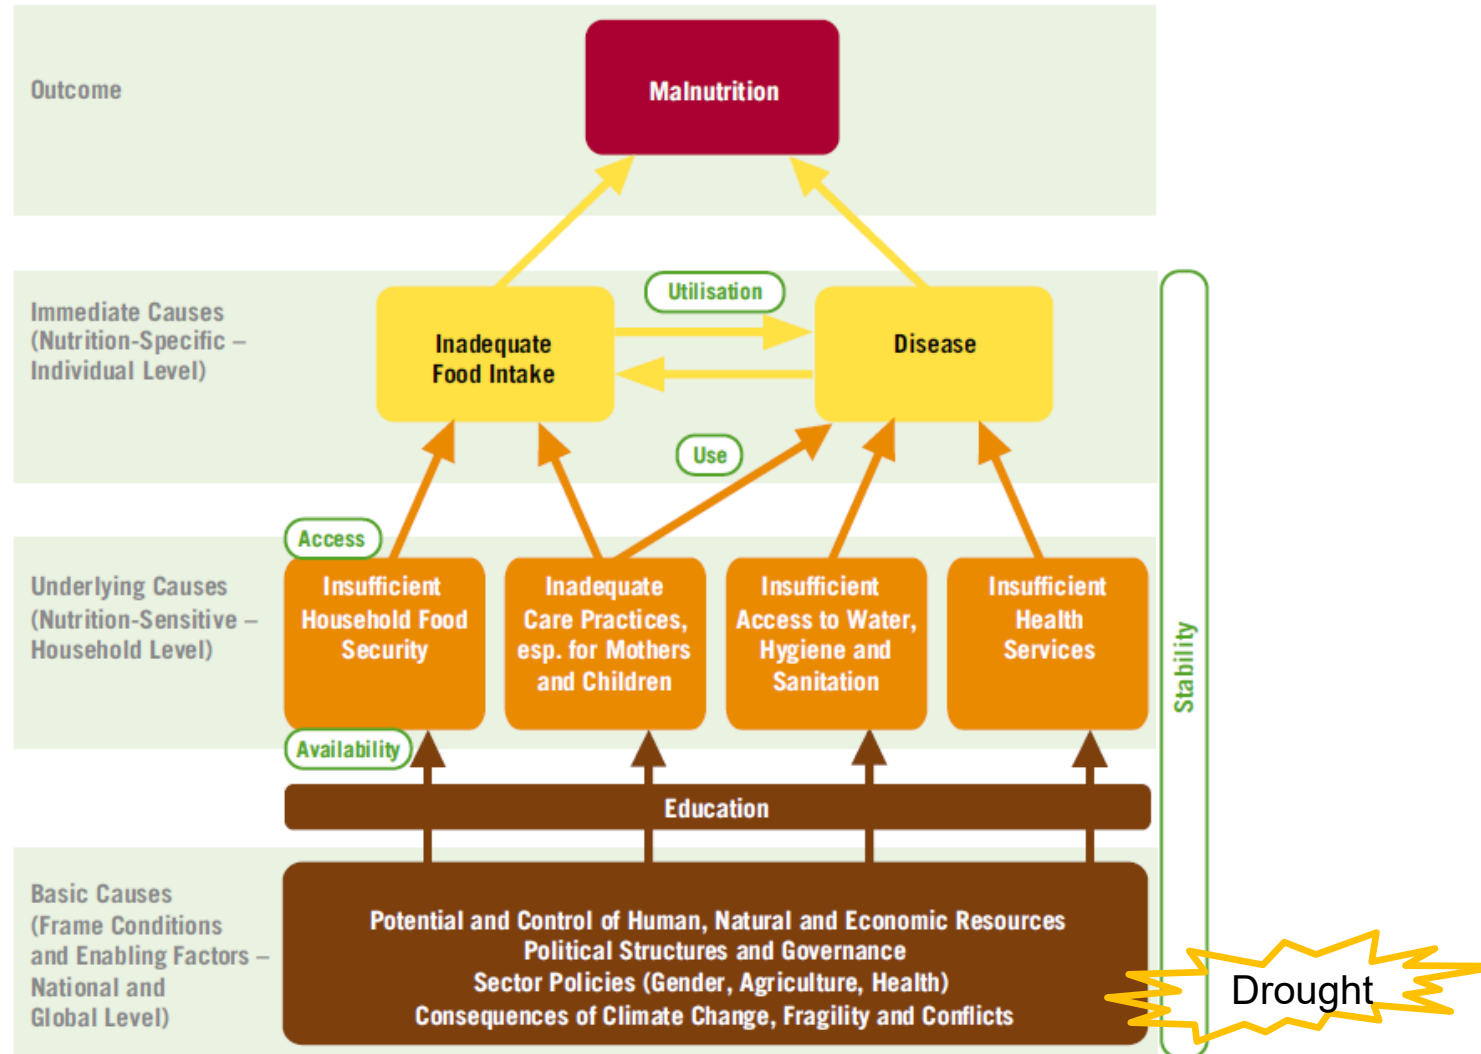 Outcome
Malnutrition
Immediate Causes
(Nutrition-Specific –
Individual Level)
Utilisation
Inadequate
Food Intake
Disease
Use
Access
Underlying Causes
(Nutrition-Sensitive –
Household Level)
Insufficient
Household Food
Security
Inadequate
Care Practices,
esp. for Mothers
and Children
Insufficient
Access to Water,
Hygiene and
Sanitation
Insufficient
Health
Services
Stability
Availability
Education
Basic Causes
(Frame Conditions
and Enabling Factors –
National and
Global Level)
Potential and Control of Human, Natural and Economic Resources
Political Structures and Governance
Sector Policies (Gender, Agriculture, Health)
Consequences of Climate Change, Fragility and Conflicts
Drought